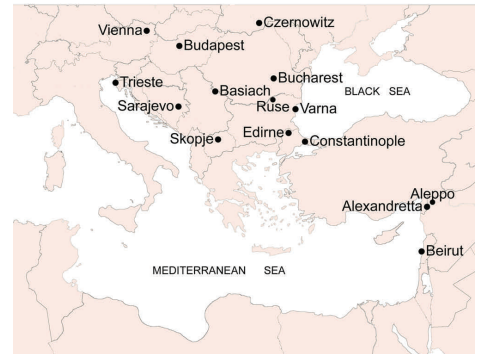 Czernowitz
Vienna
Budapest
Trieste
Bucharest
Basiach
BLACK SEA
Sarajevo
Ruse
Varna
Edirne
Skopje
Constantinople
Aleppo
Alexandretta
Beirut
MEDITERRANEAN SEA